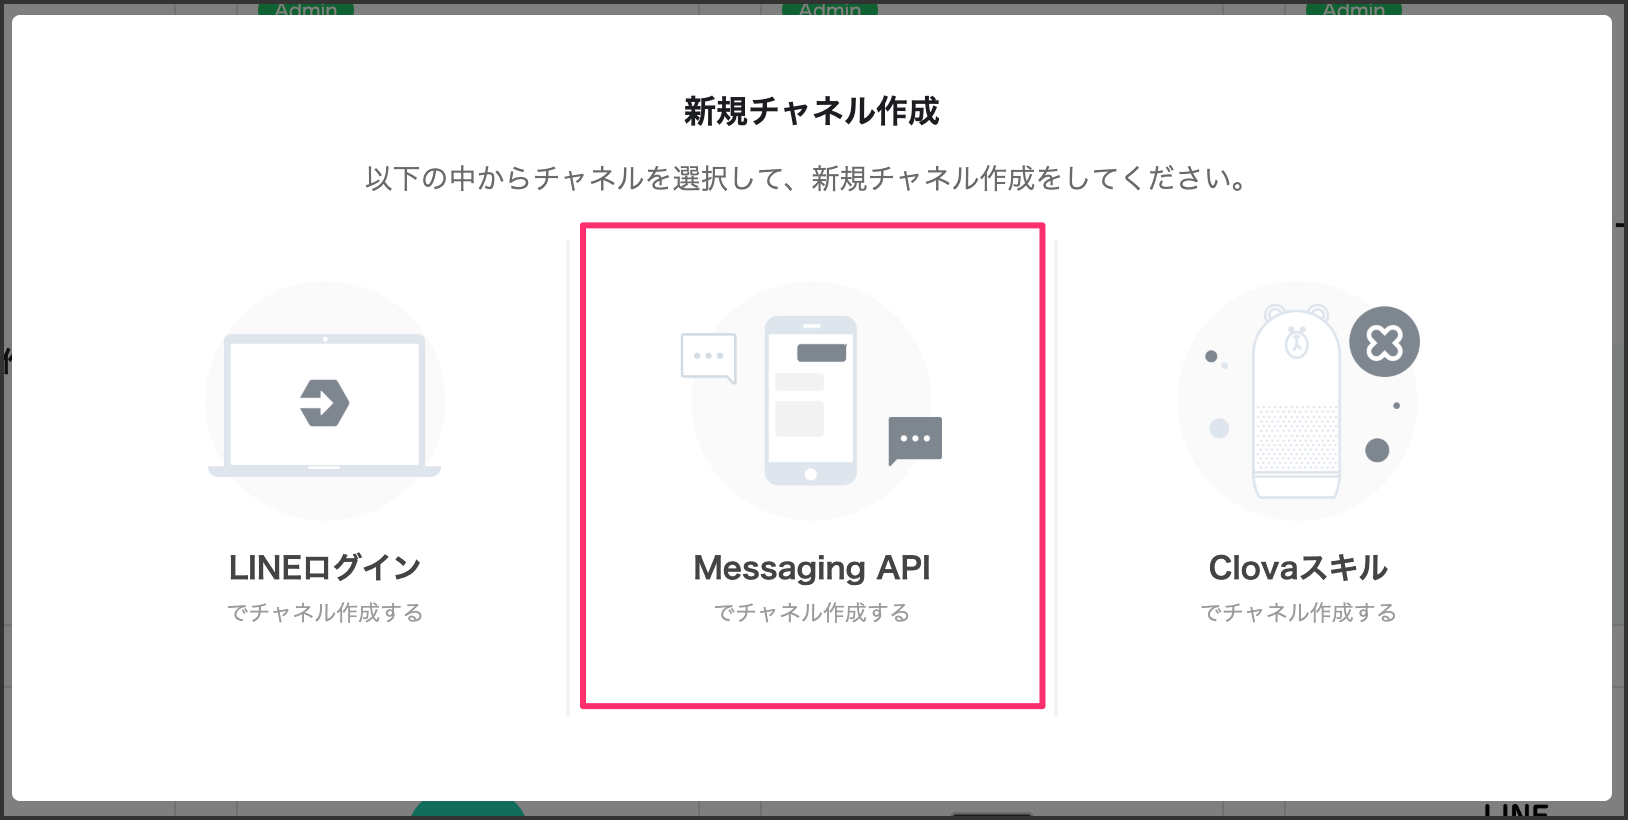 Admin Admin Admin
新規チャネル作成
以下の中からチャネルを選択して、新規チャネル作成をしてください。
LINEログイン
でチャネル作成する
Messaging API
でチャネル作成する
Clovaスキル
でチャネル作成する
LINE